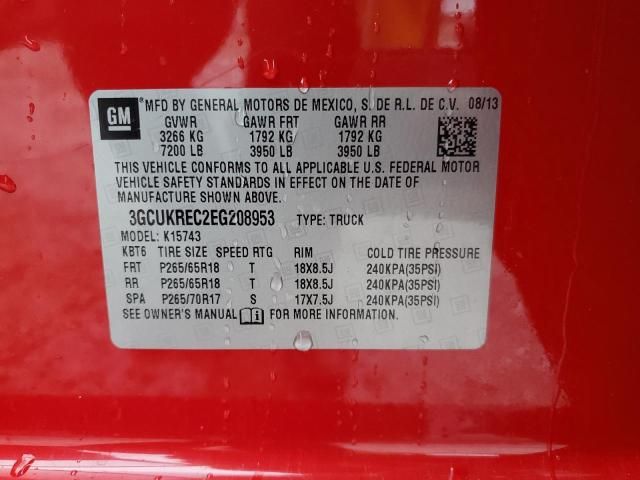 GM MFD BY GENERAL MOTORS DE MEXICO, S. DE R.L. DE C.V. 08/13
GVWR GAWR FRT GAWR RR
3266 KG 1792 KG 1792 KG
7200 LB 3950 LB 3950 LB
THIS VEHICLE CONFORMS TO ALL APPLICABLE U.S. FEDERAL MOTOR
VEHICLE SAFETY STANDARDS IN EFFECT ON THE DATE OF
MANUFACTURE SHOWN ABOVE.
3GCUKREC2EG208953 TYPE: TRUCK
MODEL: K15743
KBT6 TIRE SIZE SPEED RTG RIM COLD TIRE PRESSURE
FRT P265/65R18 T 18X8.5J 240KPA(35PSI)
RR P265/65R18 T 18X8.5J 240KPA(35PSI)
SPA P265/70R17 S 17X7.5J 240KPA(35PSI)
SEE OWNER'S MANUAL FOR MORE INFORMATION.